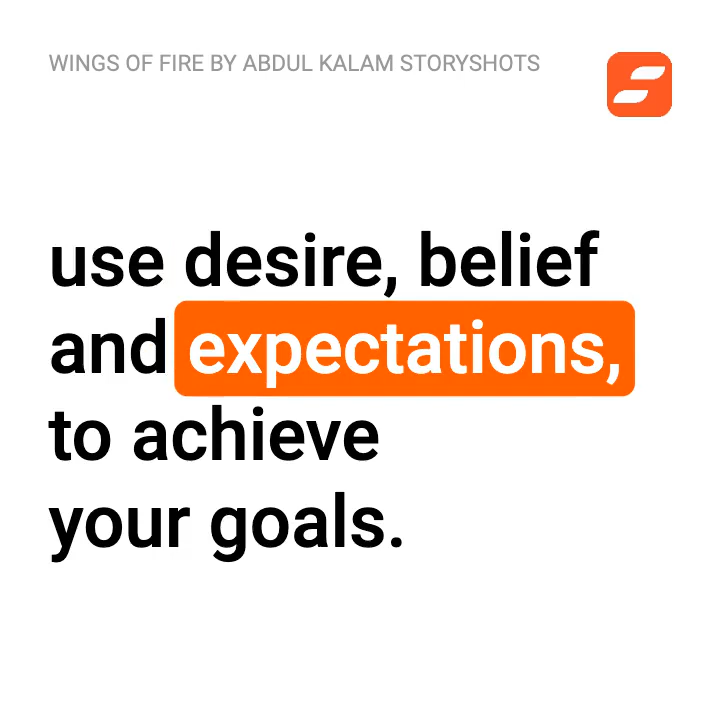 WINGS OF FIRE BY ABDUL KALAM STORYSHOTS
use desire, belief
and expectations,
to achieve
your goals.